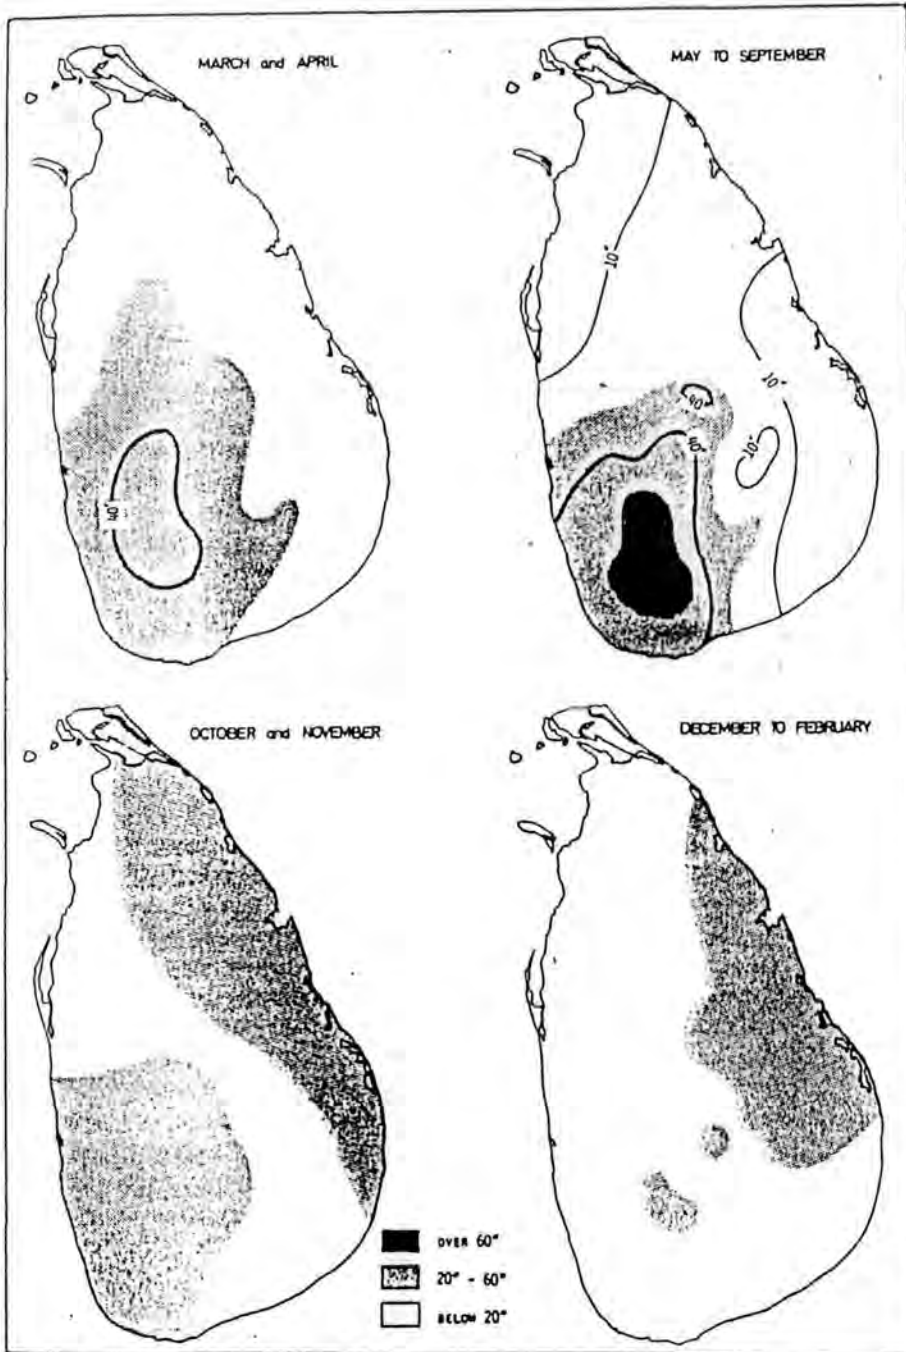 MARCH and APRIL
MAY TO SEPTEMBER
10"
10"
40"
40"
10"
40"
OCTOBER and NOVEMBER
DECEMBER TO FEBRUARY
OVER 60"
20" - 60"
BELOW 20"